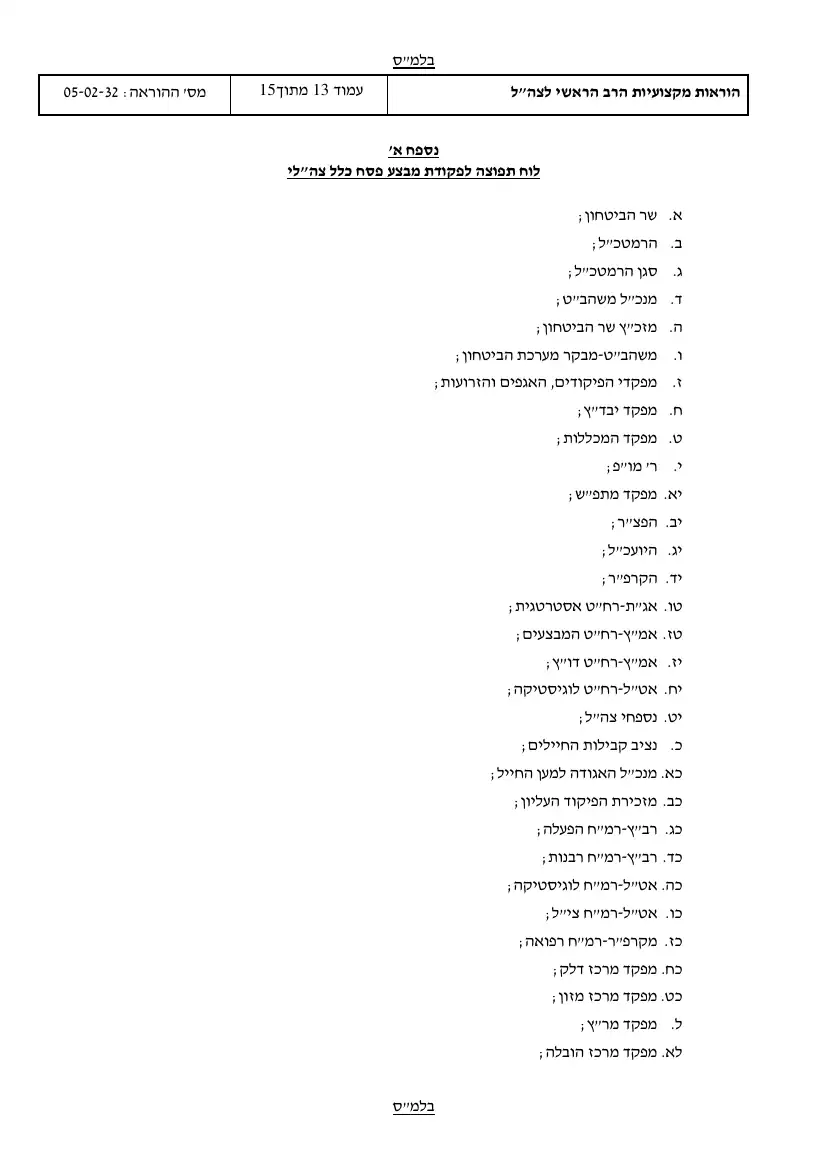 בלמ"ס
הוראות מקצועיות הרב הראשי לצה"ל עמוד 13 מתוך15 מס' ההוראה: 05-02-32
נספח א'
לוח תפוצה לפקודת מבצע פסח כלל צה"לי
א. שר הביטחון;
ב. הרמטכ"ל;
ג. סגן הרמטכ"ל;
ד. מנכ"ל משהב"ט;
ה. מזכ"ץ שר הביטחון;
ו. משהב"ט-מבקר מערכת הביטחון;
ז. מפקדי הפיקודים, האגפים והזרועות;
ח. מפקד יבד"ץ;
ט. מפקד המכללות;
י. ר' מו"פ;
יא. מפקד מתפ"ש;
יב. הפצ"ר;
יג. היועכ"ל;
יד. הקרפ"ר;
טו. אג"ת-רח"ט אסטרטגית;
טז. אמ"ץ-רח"ט המבצעים;
יז. אמ"ץ-רח"ט דו"ץ;
יח. אט"ל-רח"ט לוגיסטיקה;
יט. נספחי צה"ל;
כ. נציב קבילות החיילים;
כא. מנכ"ל האגודה למען החייל;
כב. מזכירת הפיקוד העליון;
כג. רב"ץ-רמ"ח הפעלה;
כד. רב"ץ-רמ"ח רבנות;
כה. אט"ל-רמ"ח לוגיסטיקה;
כו. אט"ל-רמ"ח צי"ל;
כז. מקרפ"ר-רמ"ח רפואה;
כח. מפקד מרכז דלק;
כט. מפקד מרכז מזון;
ל. מפקד מר"ץ;
לא. מפקד מרכז הובלה;
בלמ"ס